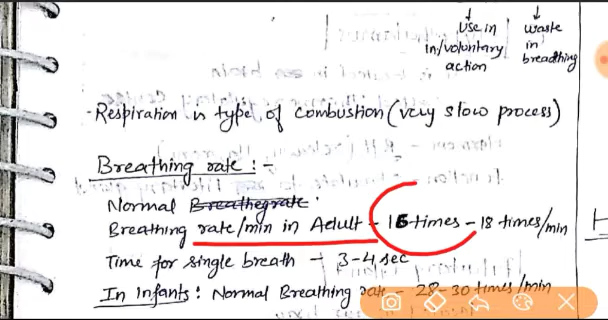 Use in waste
in/voluntary in
action breadthing
- Respiration is type of combustion (very slow process)
Breathing rate :-
Normal Breathegrate :
Breathing rate/min in Adult - 16 times - 18 times/min
Time for single breath - 3-4 sec
In Infants : Normal Breathing rate - 28-30 times/min